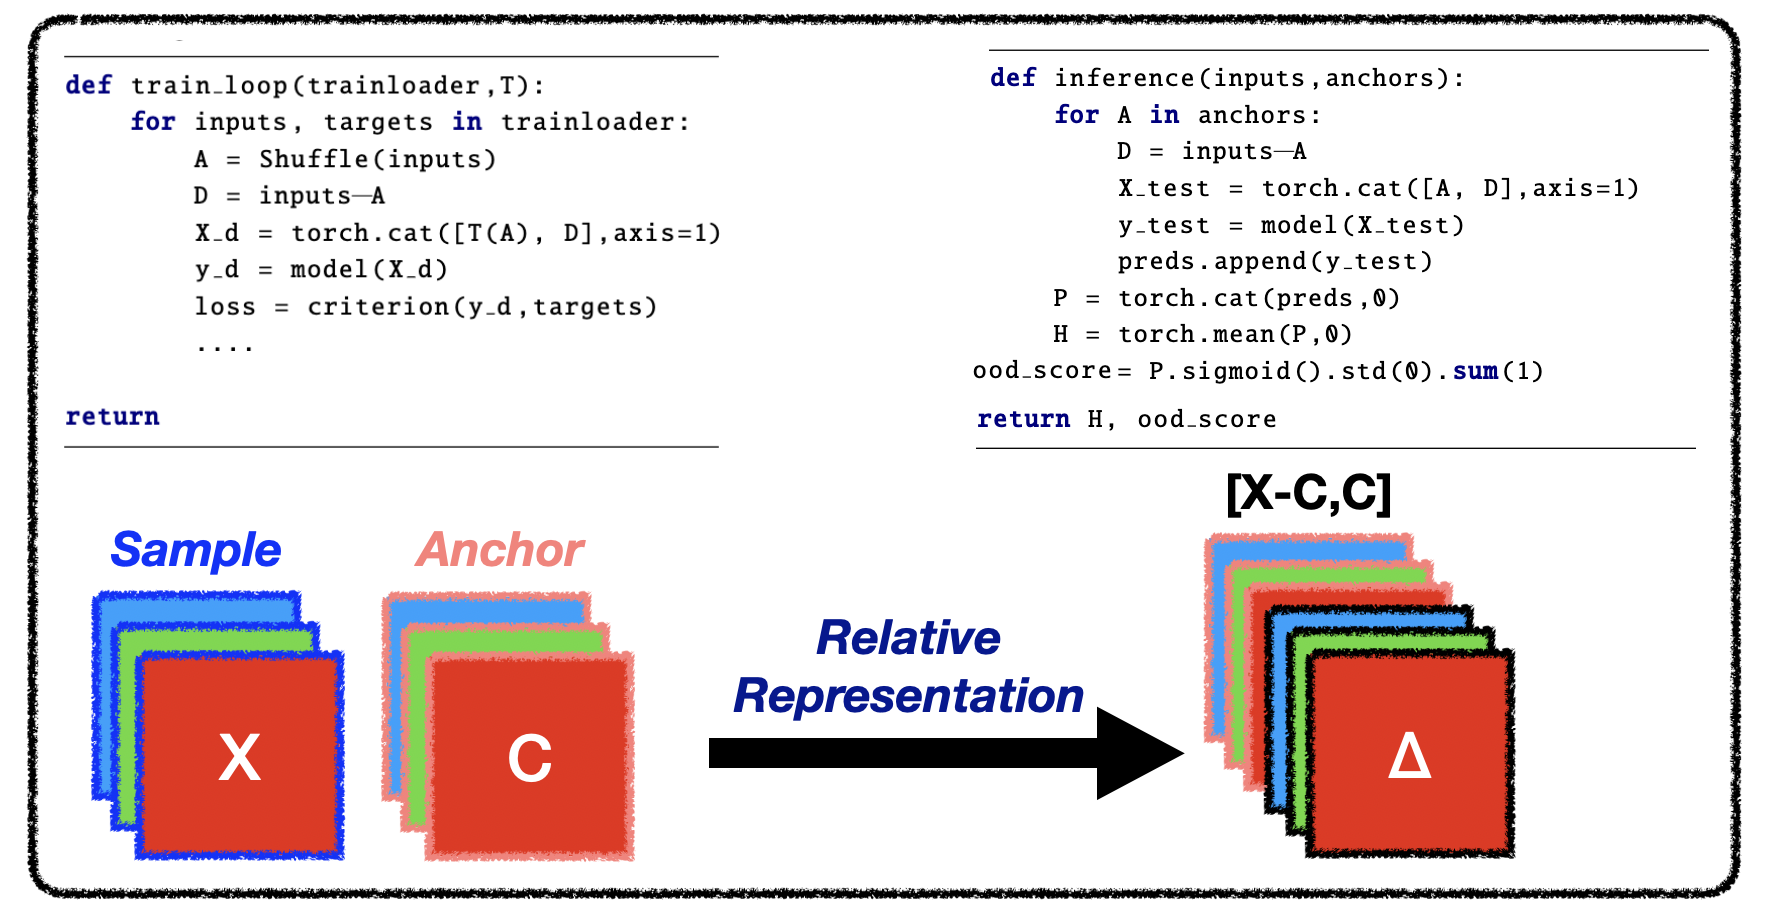 def train_loop(trainloader,T):
    for inputs, targets in trainloader:
        A = Shuffle(inputs)
        D = inputs—A
        X_d = torch.cat([T(A), D],axis=1)
        y_d = model(X_d)
        loss = criterion(y_d,targets)
        ....
return
def inference(inputs,anchors):
    for A in anchors:
        D = inputs—A
        X_test = torch.cat([A, D],axis=1)
        y_test = model(X_test)
        preds.append(y_test)
    P = torch.cat(preds,0)
    H = torch.mean(P,0)
ood_score= P.sigmoid().std(0).sum(1)
return H, ood_score
Sample
X
Anchor
C
Relative
Representation
[X-C,C]
Δ